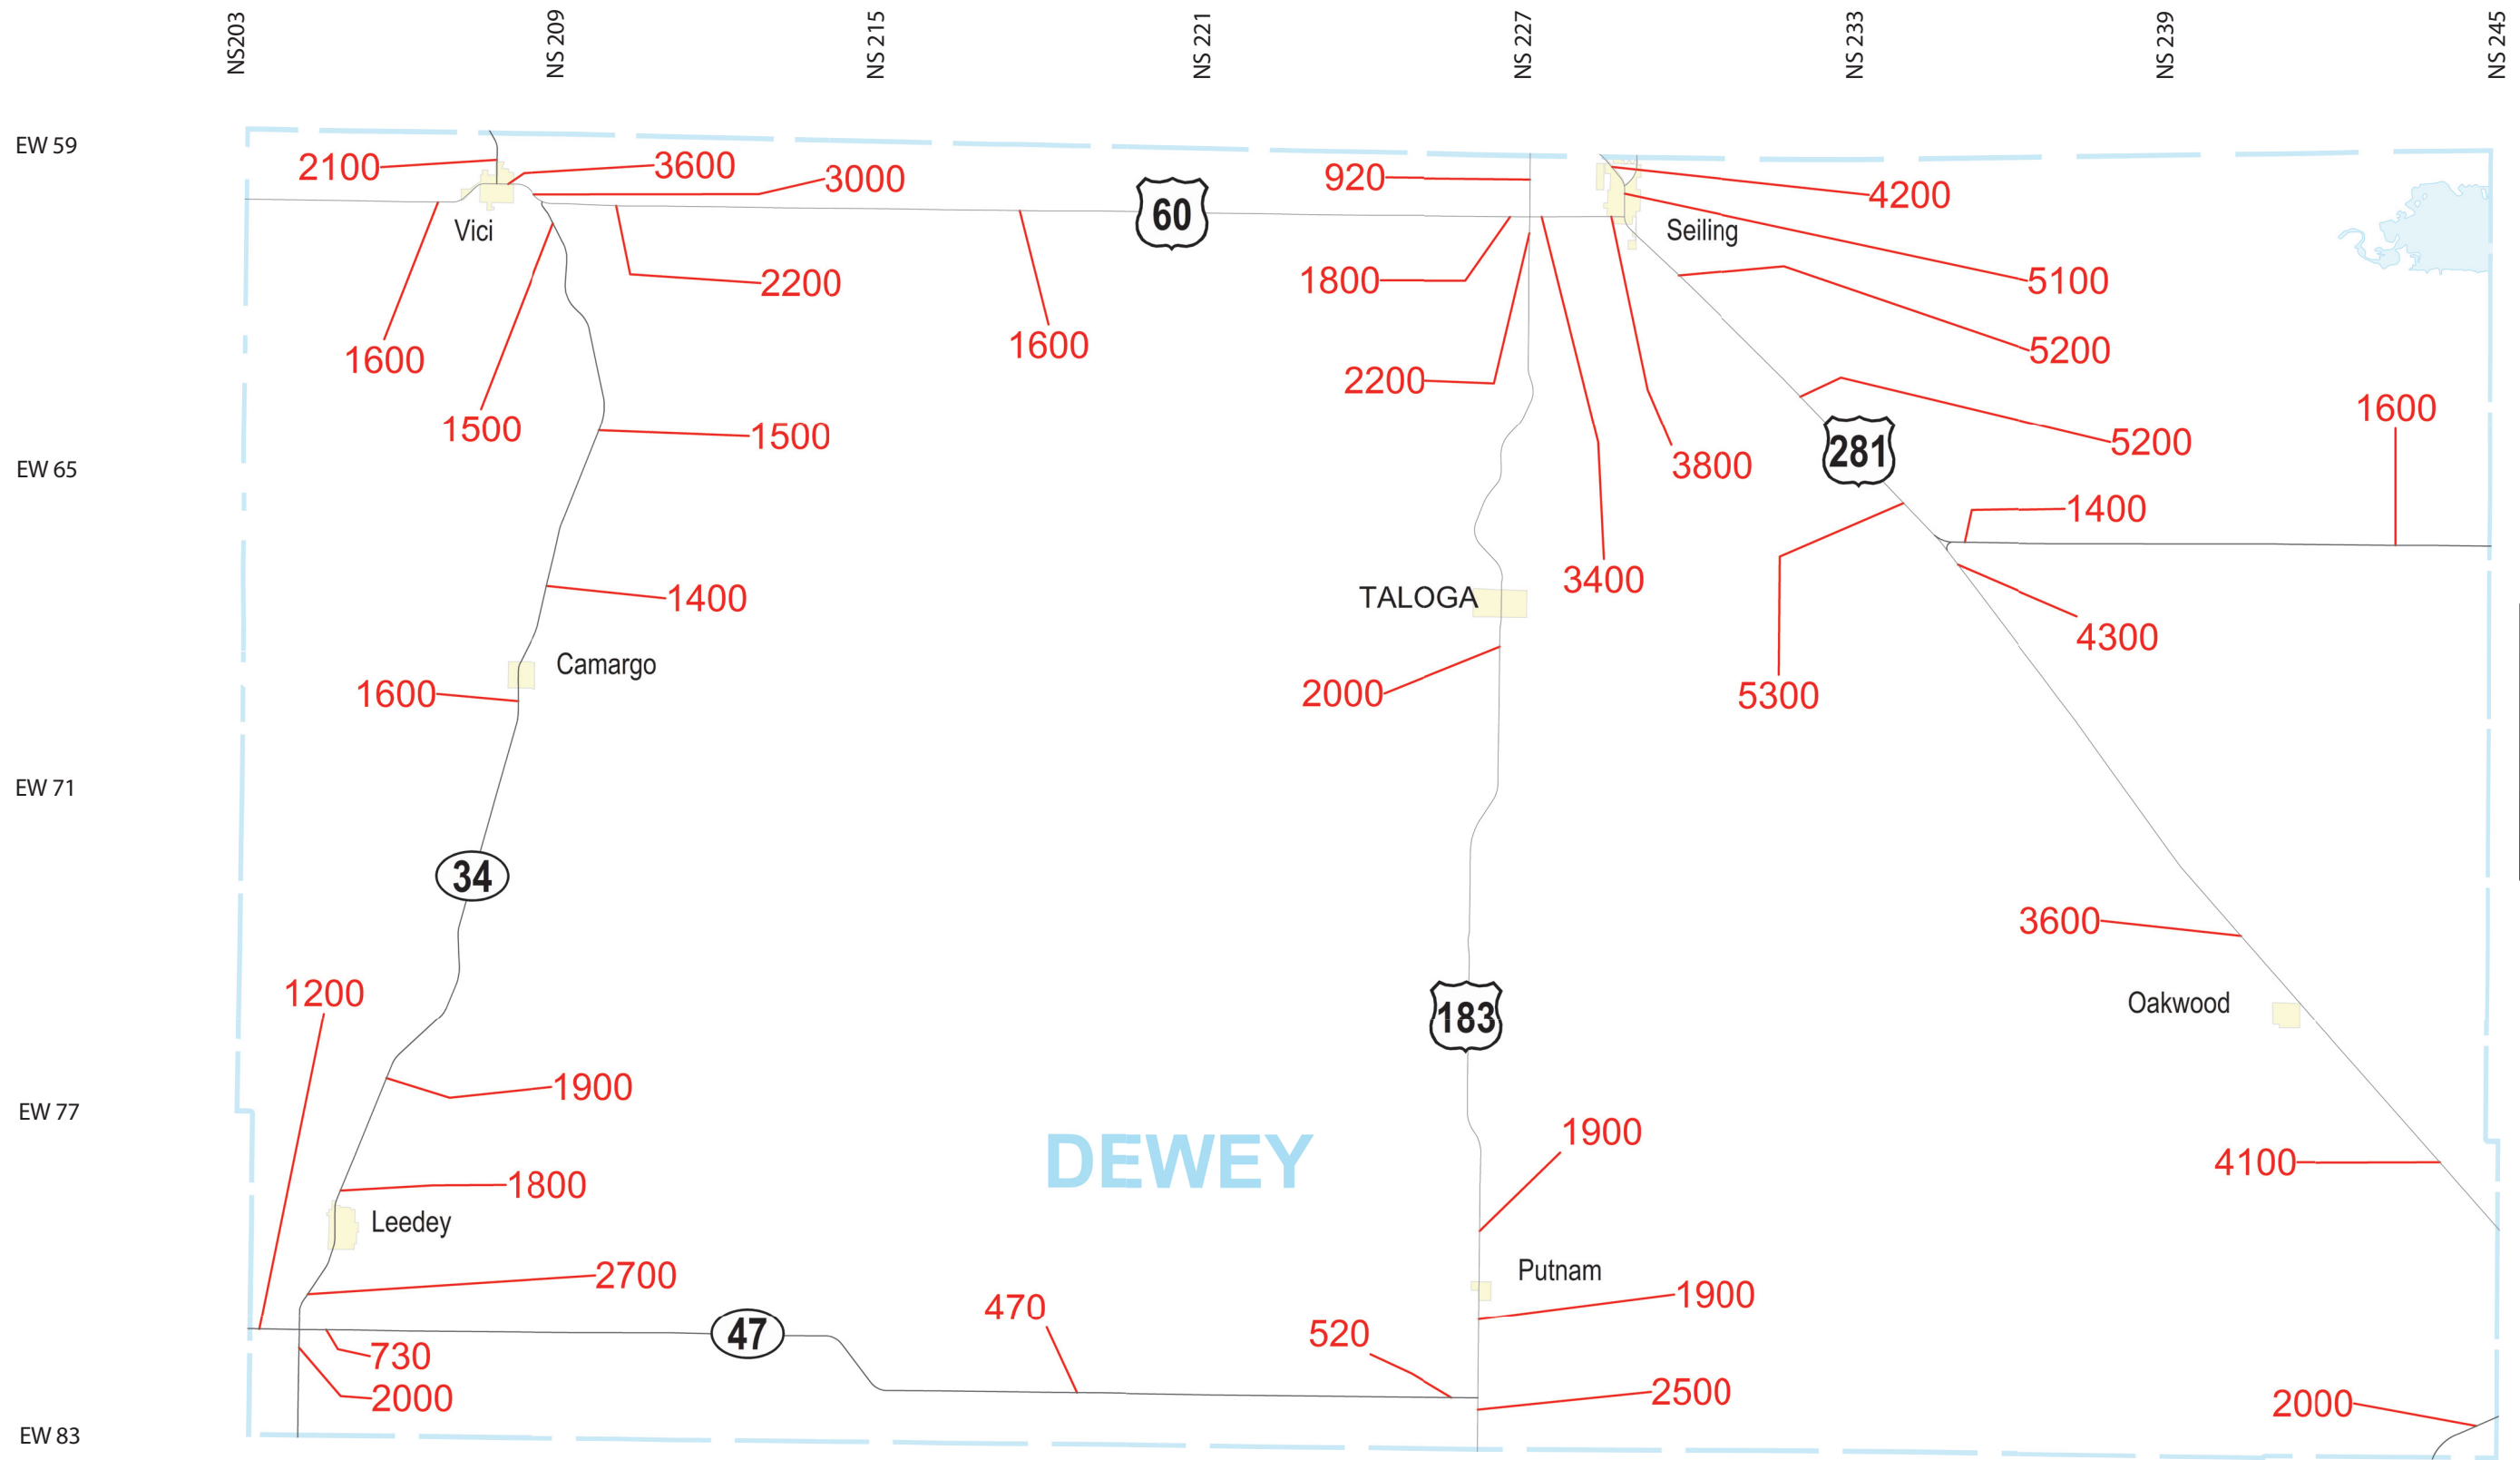 NS203
NS 209
NS 215
NS 221
NS 227
NS 233
NS 239
NS 245
EW 59
2100
3600
3000
920
4200
60
Vici
Seiling
2200
1800
5100
1600
1600
5200
2200
1600
1500
1500
5200
EW 65
3800
281
1400
3400
TALOGA
1400
4300
Camargo
1600
2000
5300
EW 71
34
3600
1200
Oakwood
183
1900
EW 77
1900
DEWEY
4100
1800
Leedey
Putnam
2700
1900
470
520
47
730
2000
2500
2000
EW 83